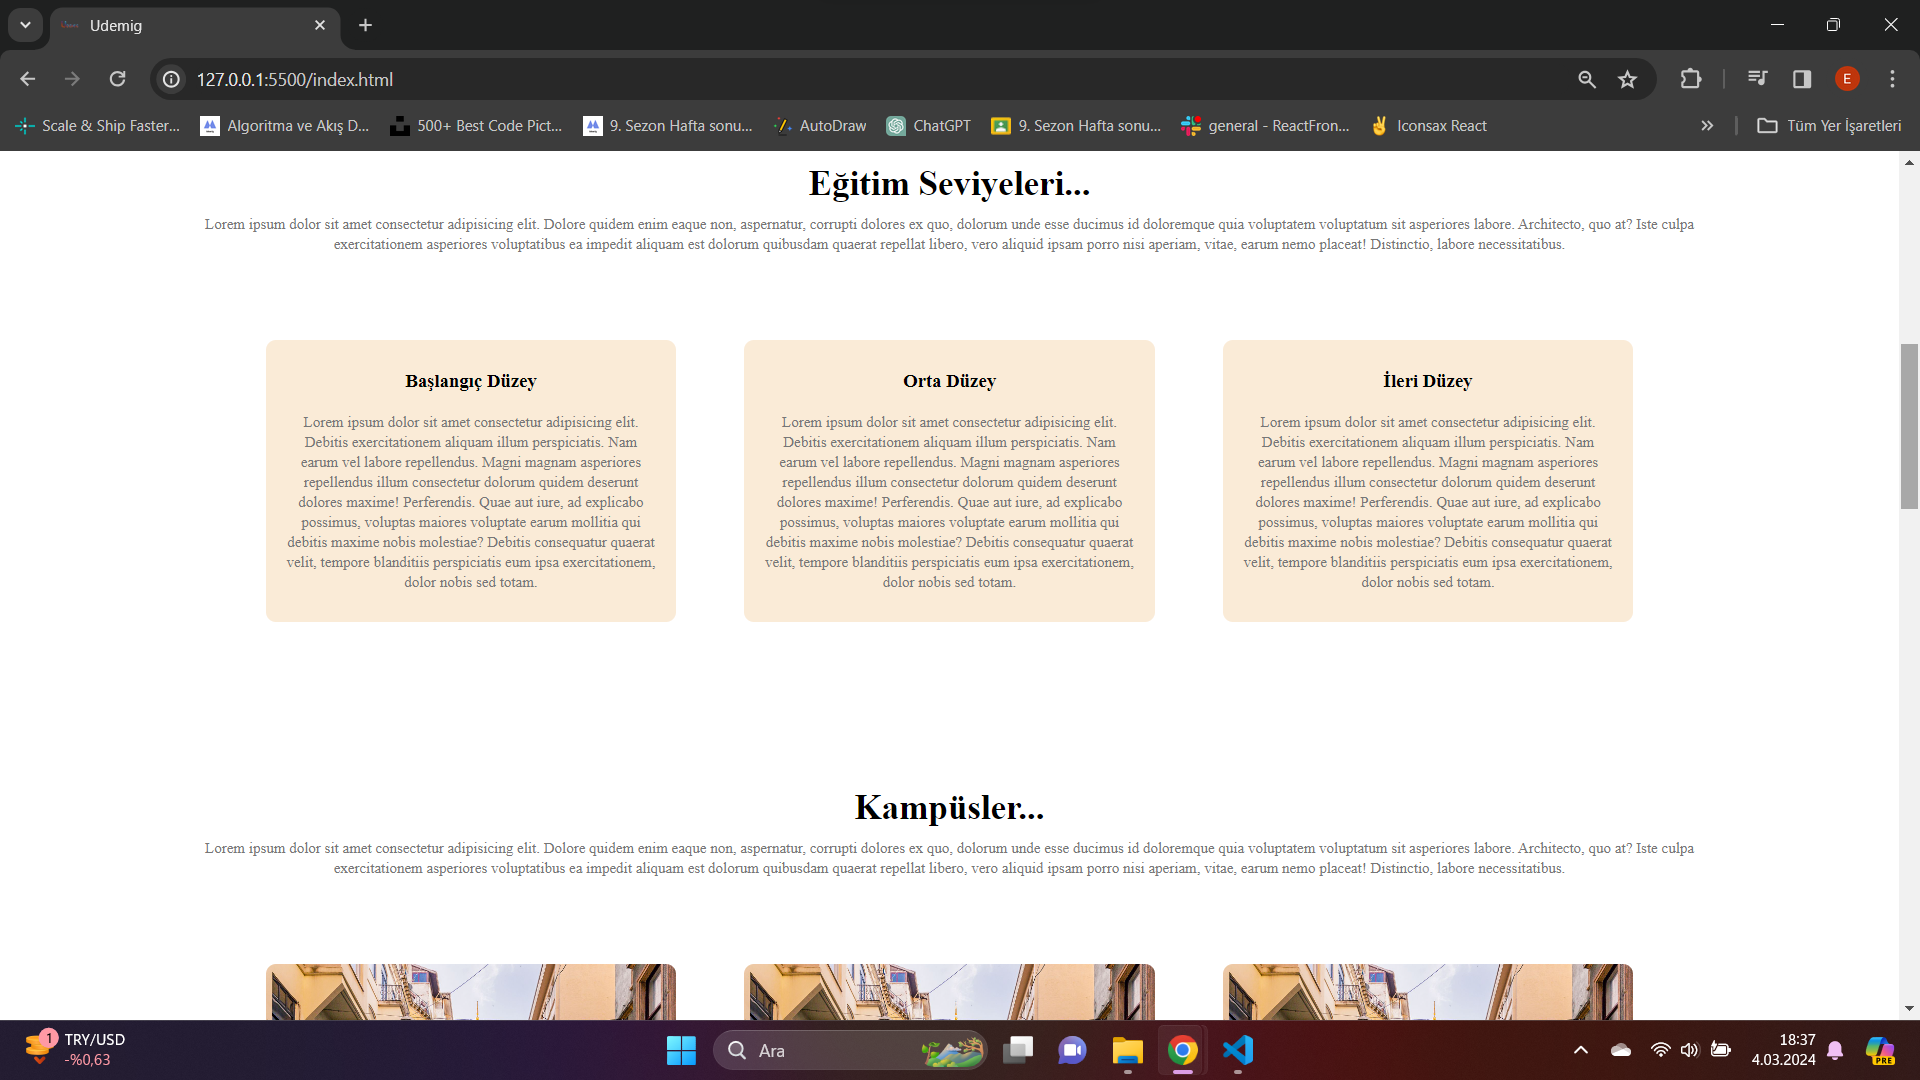 Udemig
127.0.0.1:5500/index.html
E
Scale & Ship Faster... Algoritma ve Akış D... 500+ Best Code Pict... 9. Sezon Hafta sonu... AutoDraw ChatGPT 9. Sezon Hafta sonu... general - ReactFron... Iconsax React Tüm Yer İşaretleri
Eğitim Seviyeleri...
Lorem ipsum dolor sit amet consectetur adipisicing elit. Dolore quidem enim eaque non, aspernatur, corrupti dolores ex quo, dolorum unde esse ducimus id doloremque quia voluptatem voluptatum sit asperiores labore. Architecto, quo at? Iste culpa
exercitationem asperiores voluptatibus ea impedit aliquam est dolorum quibusdam quaerat repellat libero, vero aliquid ipsam porro nisi aperiam, vitae, earum nemo placeat! Distinctio, labore necessitatibus.
Başlangıç Düzey
Lorem ipsum dolor sit amet consectetur adipisicing elit.
Debitis exercitationem aliquam illum perspiciatis. Nam
earum vel labore repellendus. Magni magnam asperiores
repellendus illum consectetur dolorum quidem deserunt
dolores maxime! Perferendis. Quae aut iure, ad explicabo
possimus, voluptas maiores voluptate earum mollitia qui
debitis maxime nobis molestiae? Debitis consequatur quaerat
velit, tempore blanditiis perspiciatis eum ipsa exercitationem,
dolor nobis sed totam.
Orta Düzey
Lorem ipsum dolor sit amet consectetur adipisicing elit.
Debitis exercitationem aliquam illum perspiciatis. Nam
earum vel labore repellendus. Magni magnam asperiores
repellendus illum consectetur dolorum quidem deserunt
dolores maxime! Perferendis. Quae aut iure, ad explicabo
possimus, voluptas maiores voluptate earum mollitia qui
debitis maxime nobis molestiae? Debitis consequatur quaerat
velit, tempore blanditiis perspiciatis eum ipsa exercitationem,
dolor nobis sed totam.
İleri Düzey
Lorem ipsum dolor sit amet consectetur adipisicing elit.
Debitis exercitationem aliquam illum perspiciatis. Nam
earum vel labore repellendus. Magni magnam asperiores
repellendus illum consectetur dolorum quidem deserunt
dolores maxime! Perferendis. Quae aut iure, ad explicabo
possimus, voluptas maiores voluptate earum mollitia qui
debitis maxime nobis molestiae? Debitis consequatur quaerat
velit, tempore blanditiis perspiciatis eum ipsa exercitationem,
dolor nobis sed totam.
Kampüsler...
Lorem ipsum dolor sit amet consectetur adipisicing elit. Dolore quidem enim eaque non, aspernatur, corrupti dolores ex quo, dolorum unde esse ducimus id doloremque quia voluptatem voluptatum sit asperiores labore. Architecto, quo at? Iste culpa
exercitationem asperiores voluptatibus ea impedit aliquam est dolorum quibusdam quaerat repellat libero, vero aliquid ipsam porro nisi aperiam, vitae, earum nemo placeat! Distinctio, labore necessitatibus.
1
TRY/USD
-%0,63
Ara
18:37
4.03.2024
PRE